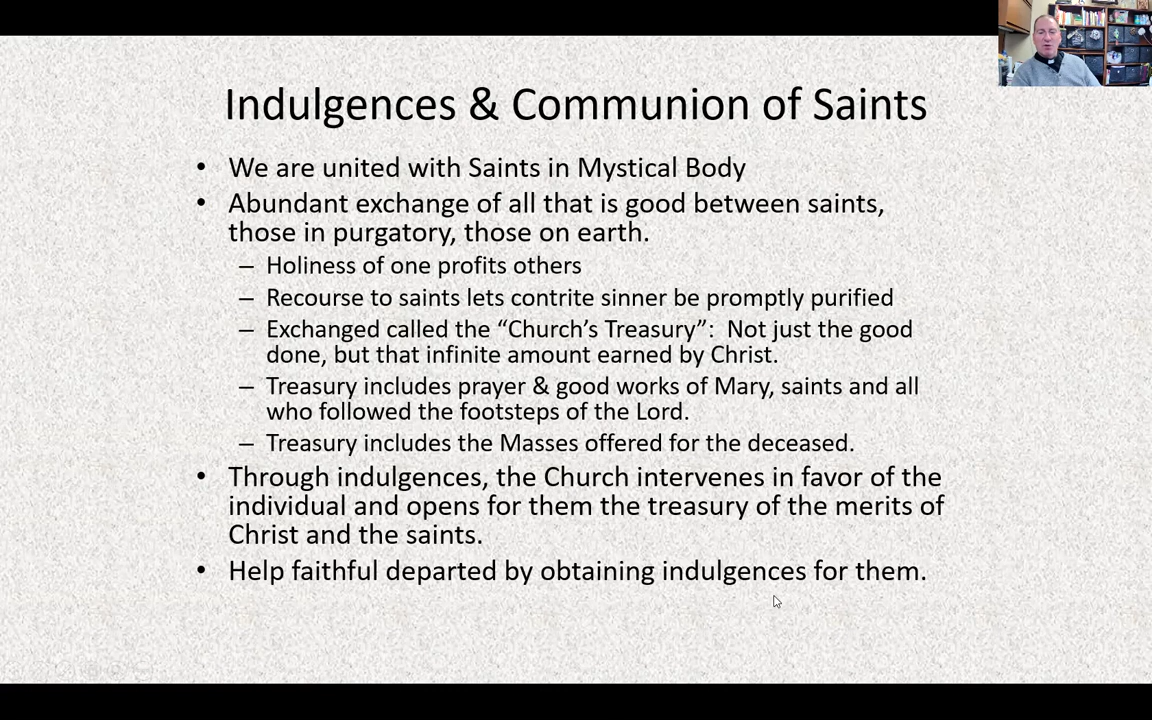 Indulgences & Communion of Saints
• We are united with Saints in Mystical Body
• Abundant exchange of all that is good between saints,
those in purgatory, those on earth.
– Holiness of one profits others
– Recourse to saints lets contrite sinner be promptly purified
– Exchanged called the “Church’s Treasury”: Not just the good
done, but that infinite amount earned by Christ.
– Treasury includes prayer & good works of Mary, saints and all
who followed the footsteps of the Lord.
– Treasury includes the Masses offered for the deceased.
• Through indulgences, the Church intervenes in favor of the
individual and opens for them the treasury of the merits of
Christ and the saints.
• Help faithful departed by obtaining indulgences for them.